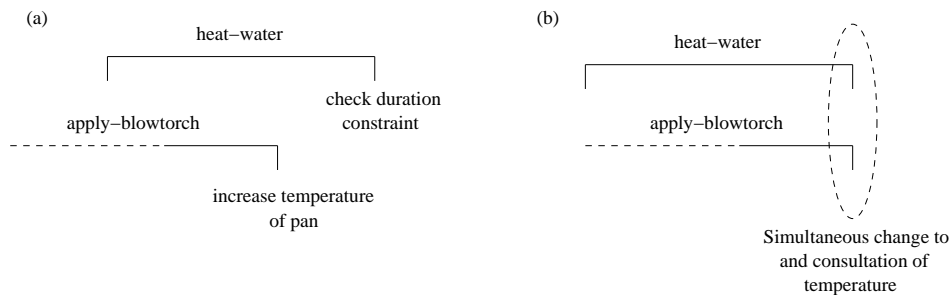 (a)
heat−water
check duration
constraint
apply−blowtorch
increase temperature
of pan
(b)
heat−water
apply−blowtorch
Simultaneous change to
and consultation of
temperature